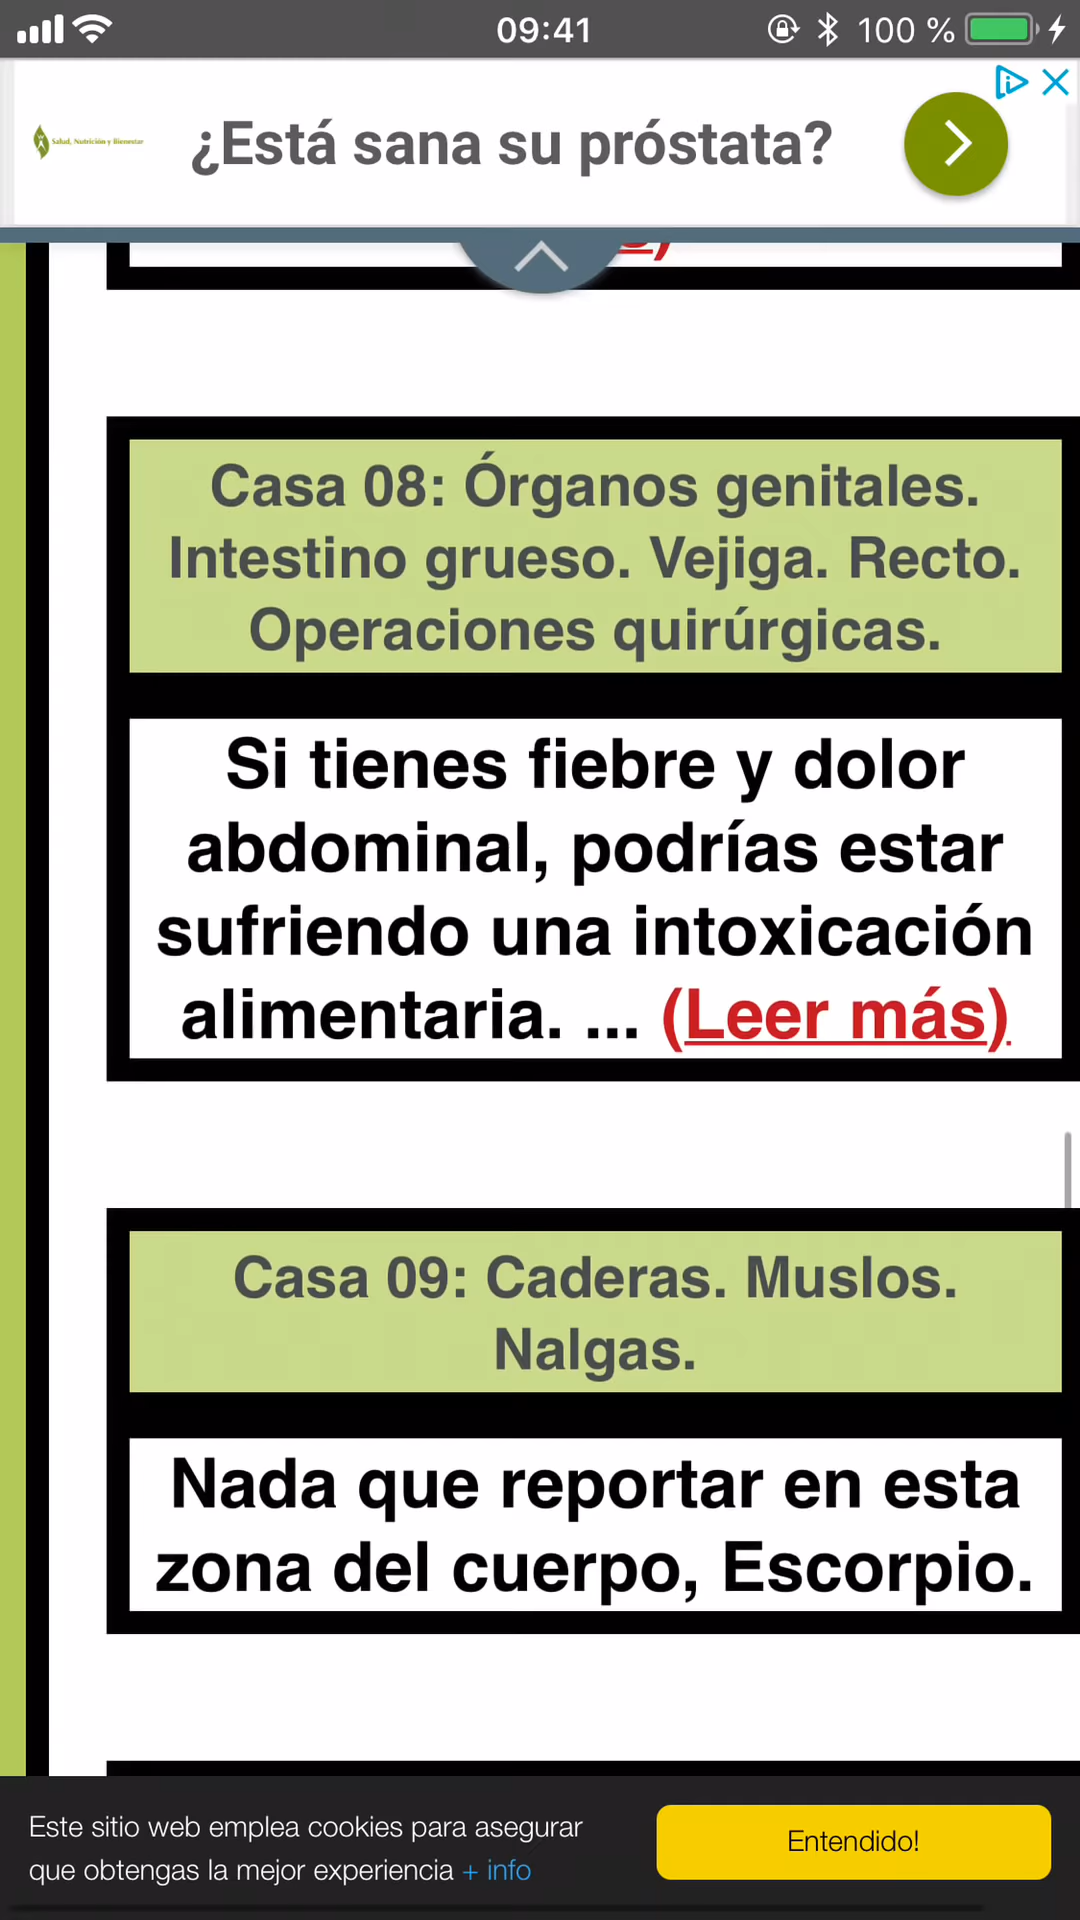 09:41
100 %
Salud, Nutrición y Bienestar
¿Está sana su próstata?
Casa 08: Órganos genitales.
Intestino grueso. Vejiga. Recto.
Operaciones quirúrgicas.
Si tienes fiebre y dolor
abdominal, podrías estar
sufriendo una intoxicación
alimentaria. ... (Leer más).
Casa 09: Caderas. Muslos.
Nalgas.
Nada que reportar en esta
zona del cuerpo, Escorpio.
Este sitio web emplea cookies para asegurar
que obtengas la mejor experiencia + info
Entendido!